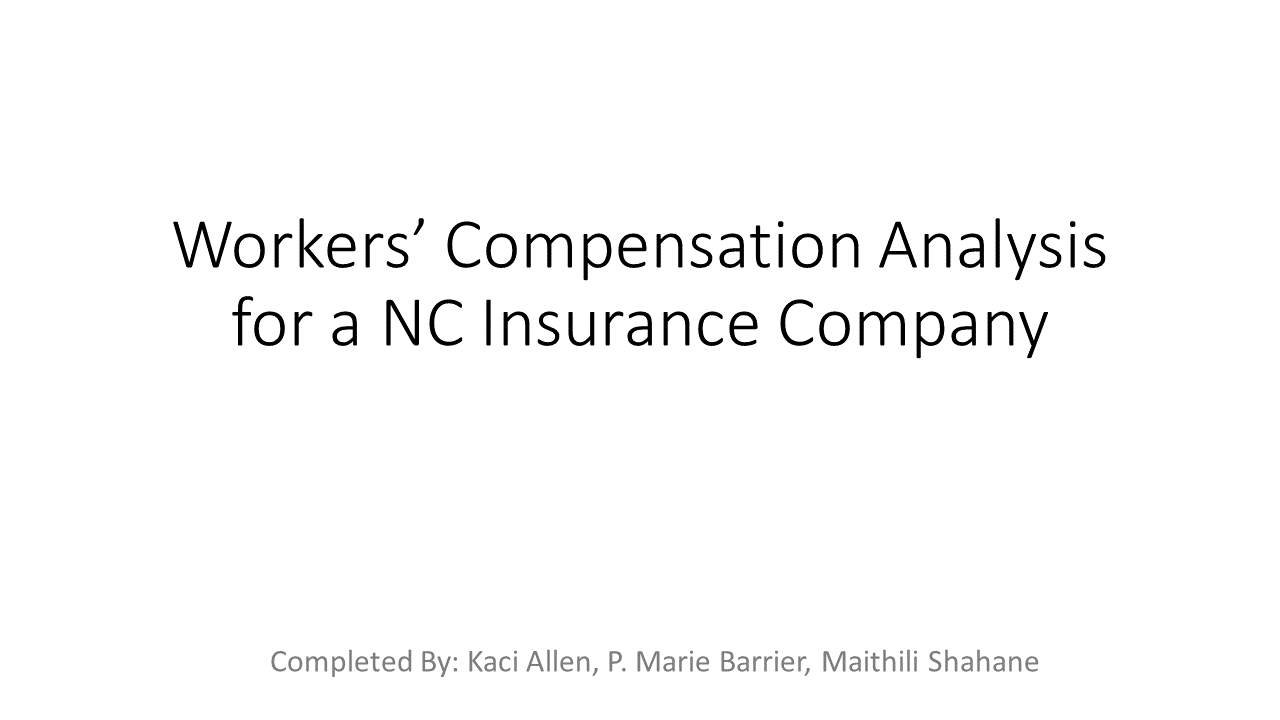 Workers’ Compensation Analysis
for a NC Insurance Company
Completed By: Kaci Allen, P. Marie Barrier, Maithili Shahane